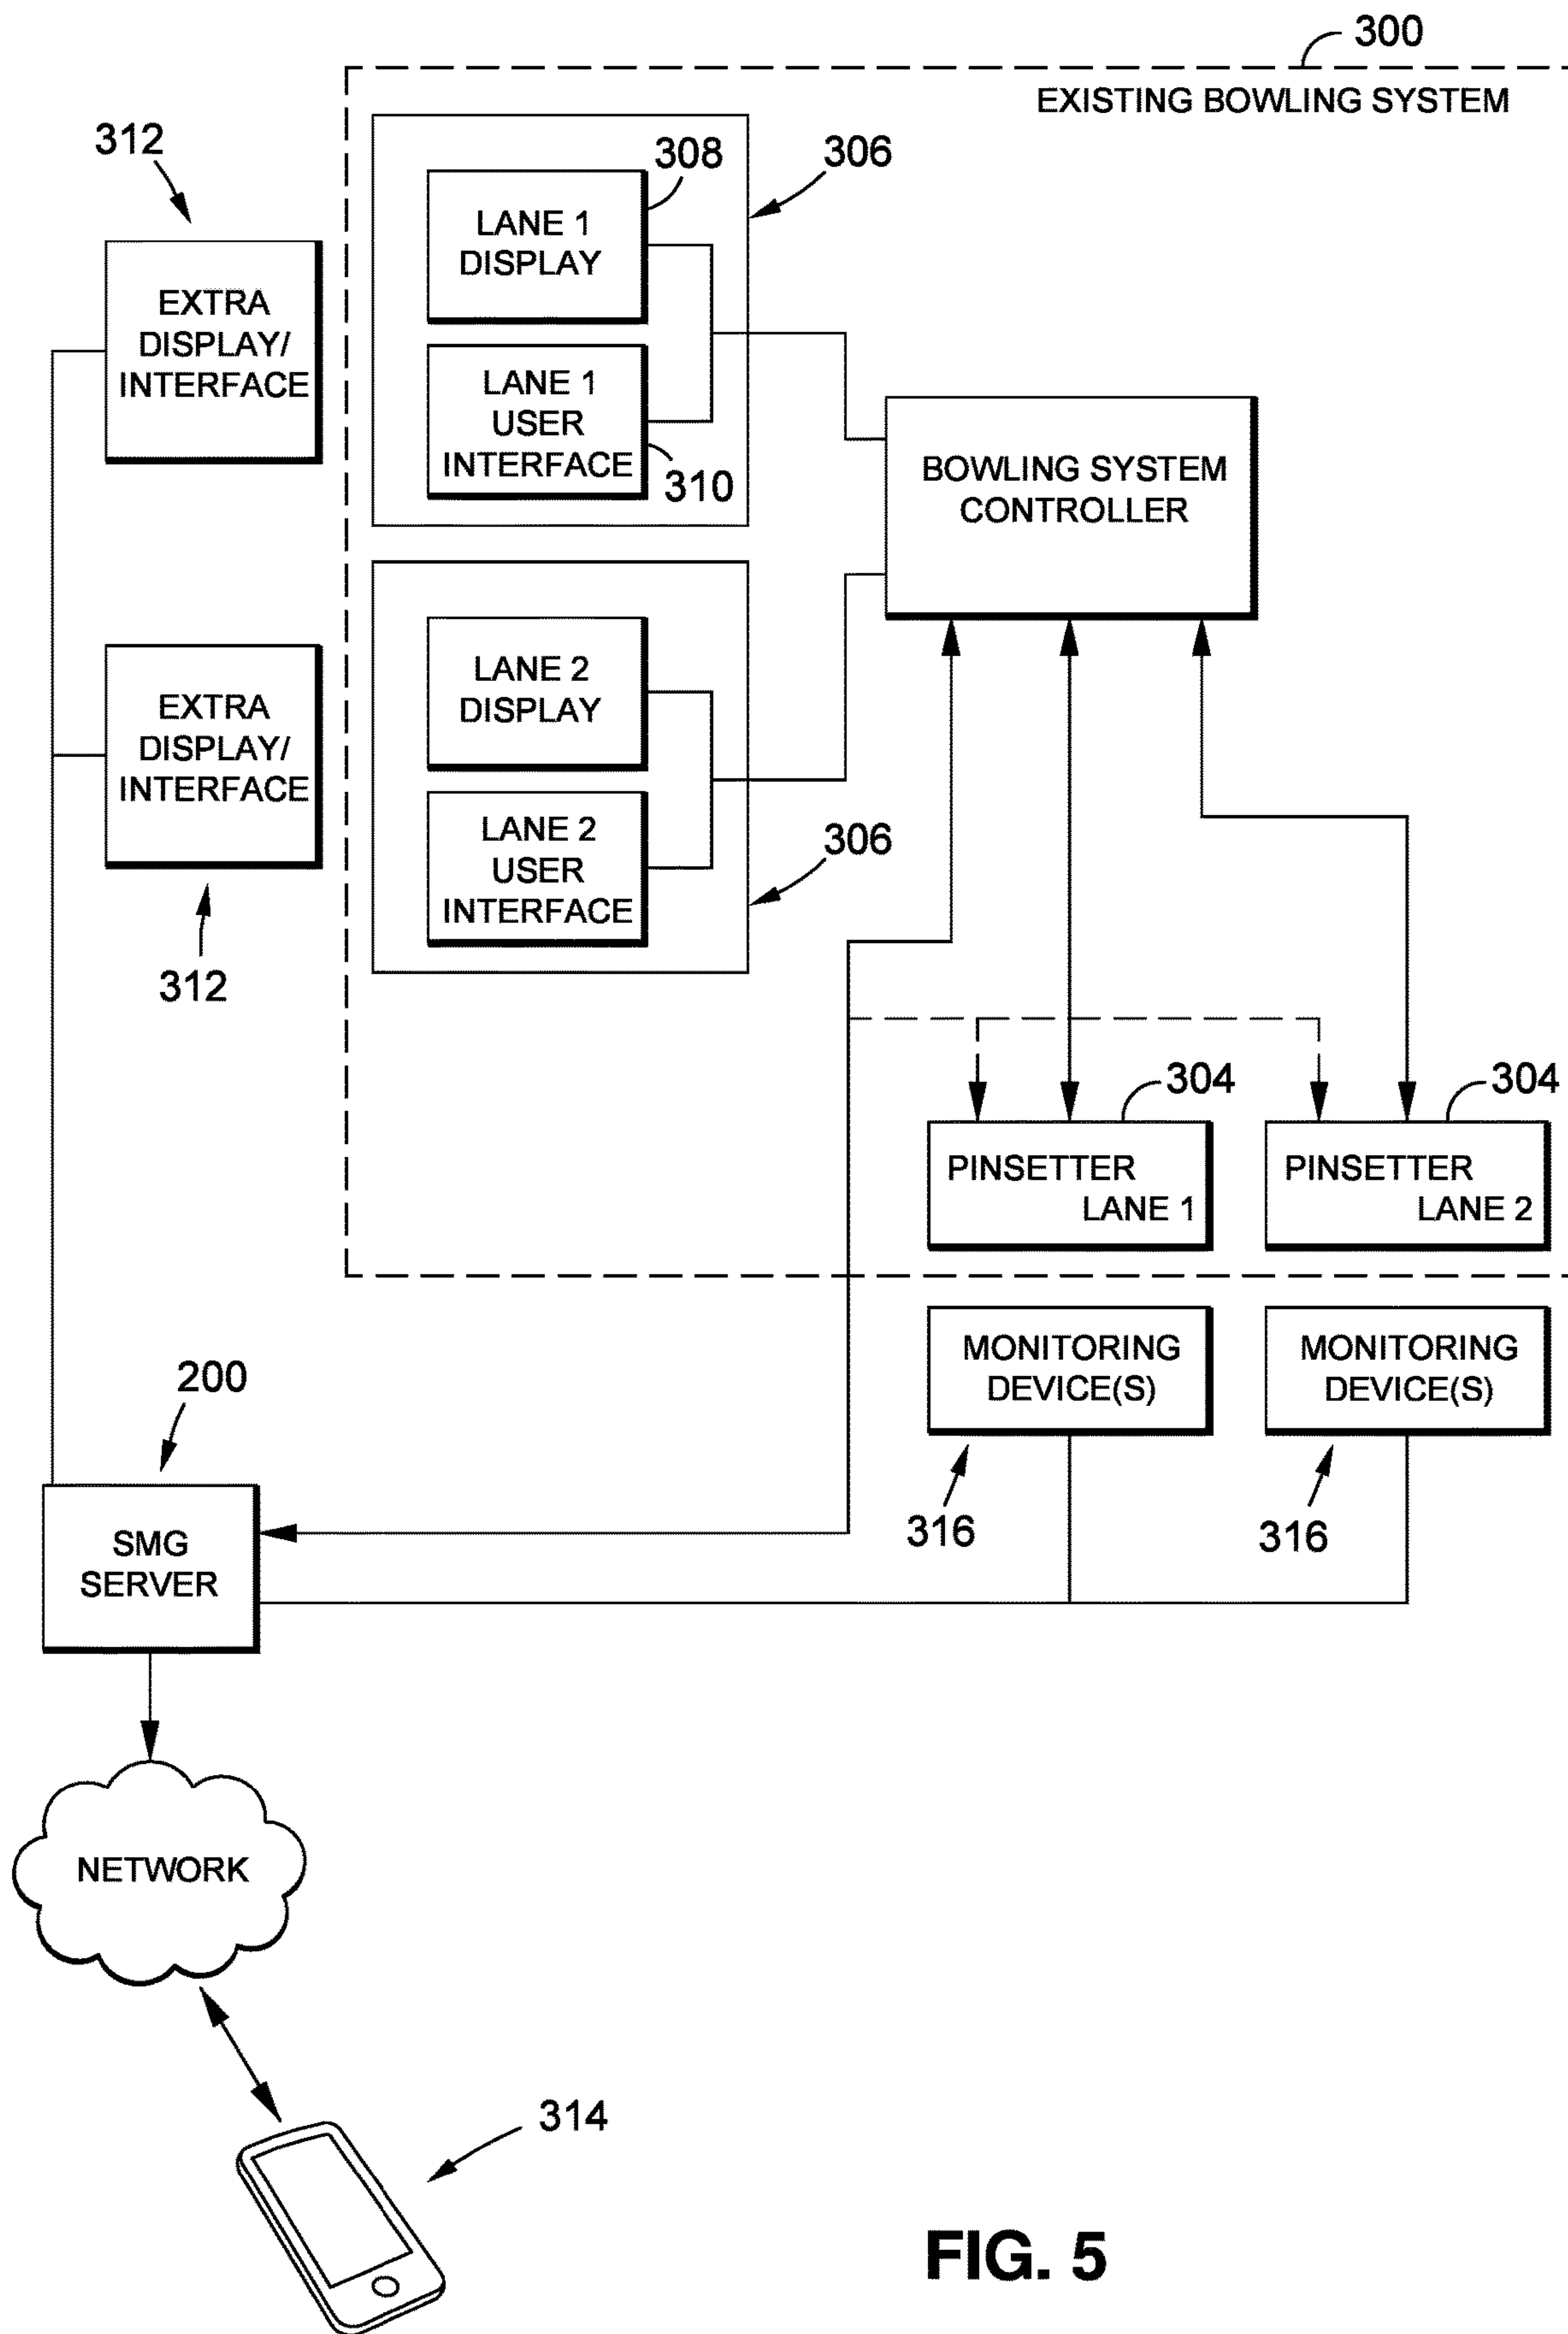 300
EXISTING BOWLING SYSTEM
312
308
306
LANE 1
DISPLAY
EXTRA
DISPLAY/
INTERFACE
LANE 1
USER
INTERFACE
310
BOWLING SYSTEM
CONTROLLER
EXTRA
DISPLAY/
INTERFACE
312
LANE 2
DISPLAY
LANE 2
USER
INTERFACE
306
304
304
PINSETTER
LANE 1
PINSETTER
LANE 2
MONITORING
DEVICE(S)
MONITORING
DEVICE(S)
316
316
200
SMG
SERVER
NETWORK
314
FIG. 5